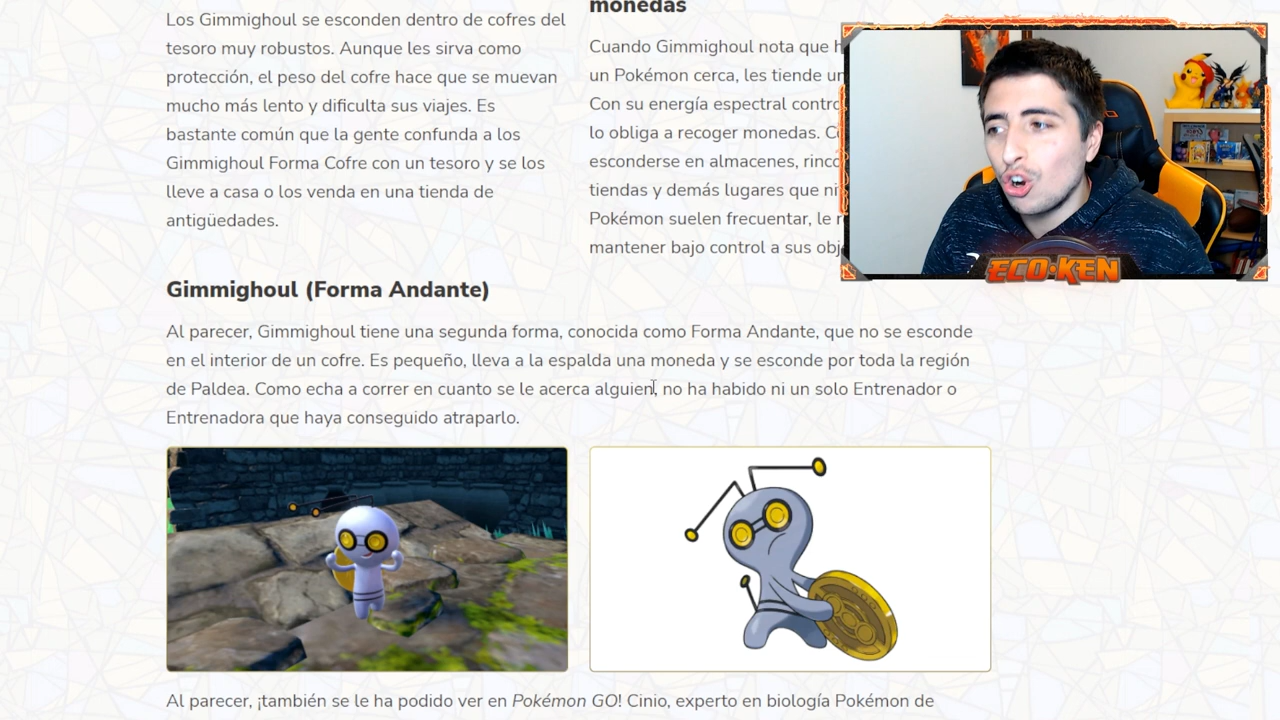 Los Gimmighoul se esconden dentro de cofres del
tesoro muy robustos. Aunque les sirva como
protección, el peso del cofre hace que se muevan
mucho más lento y dificulta sus viajes. Es
bastante común que la gente confunda a los
Gimmighoul Forma Cofre con un tesoro y se los
lleve a casa o los venda en una tienda de
antigüedades.
monedas
Cuando Gimmighoul nota que
un Pokémon cerca, les tiende
Con su energía espectral
lo obliga a recoger monedas.
esconderse en almacenes,
tiendas y demás lugares que
Pokémon suelen frecuentar, le
mantener bajo control a sus
ECO·KEN
Gimmighoul (Forma Andante)
Al parecer, Gimmighoul tiene una segunda forma, conocida como Forma Andante, que no se esconde
en el interior de un cofre. Es pequeño, lleva a la espalda una moneda y se esconde por toda la región
de Paldea. Como echa a correr en cuanto se le acerca alguien, no ha habido ni un solo Entrenador o
Entrenadora que haya conseguido atraparlo.
Al parecer, ¡también se le ha podido ver en Pokémon GO! Cinio, experto en biología Pokémon de